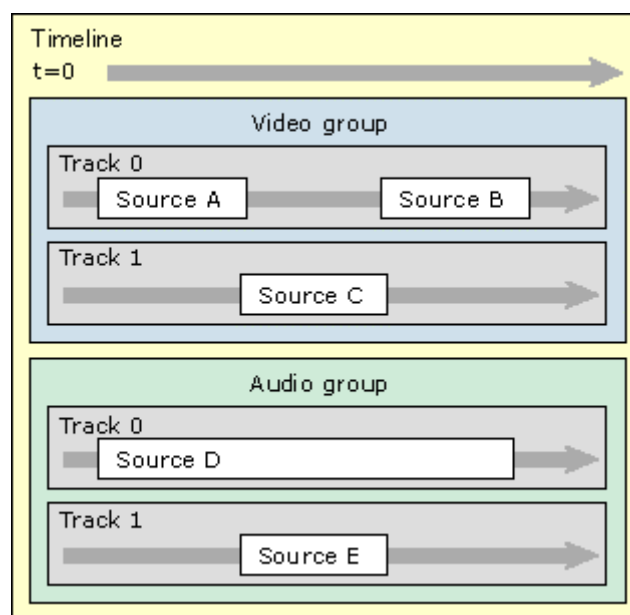 Timeline
t=0
Video group
Track 0
Source A
Source B
Track 1
Source C
Audio group
Track 0
Source D
Track 1
Source E